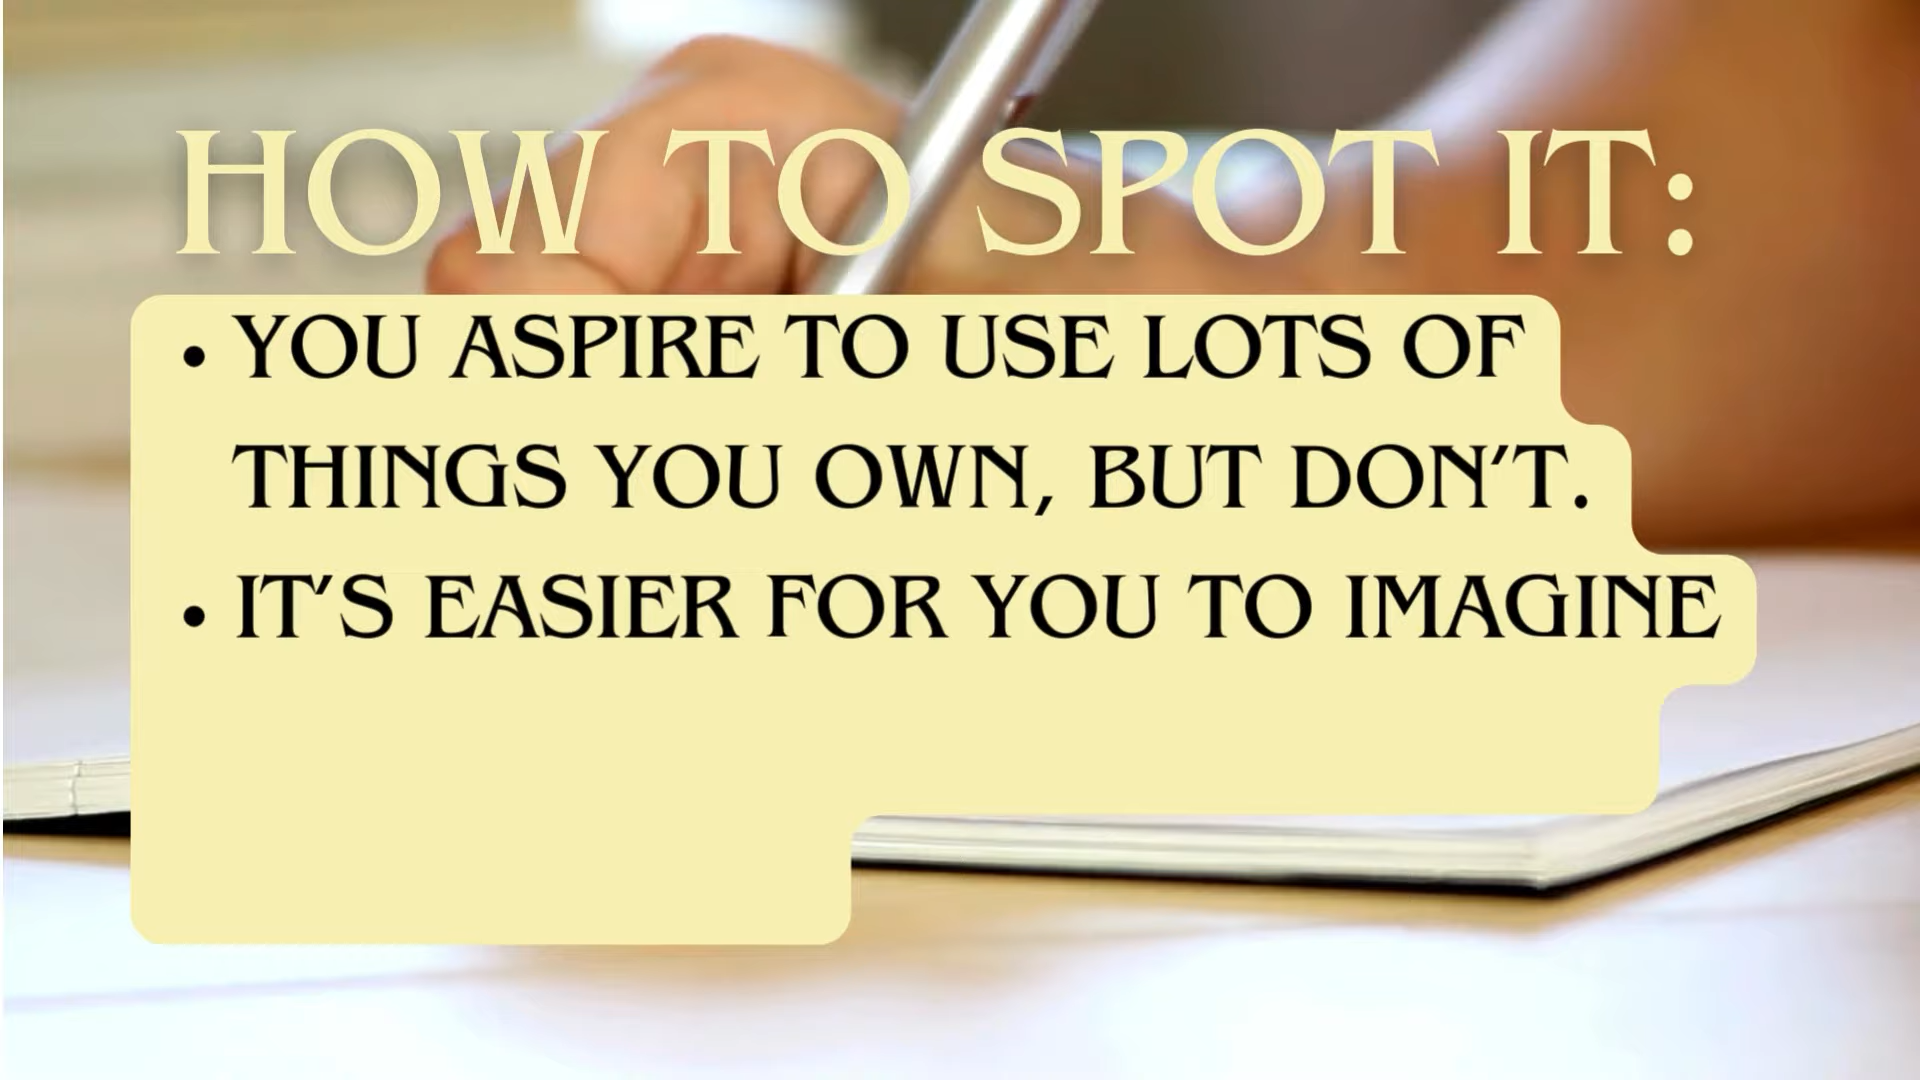 HOW TO SPOT IT:
• YOU ASPIRE TO USE LOTS OF
THINGS YOU OWN, BUT DON'T.
• IT'S EASIER FOR YOU TO IMAGINE